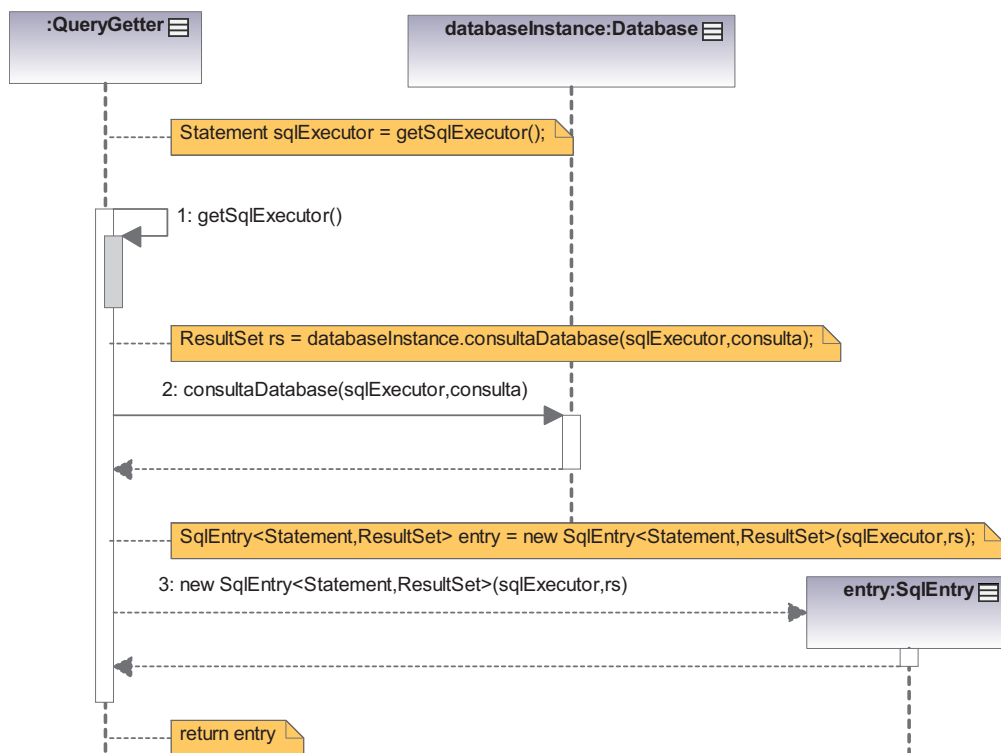 :QueryGetter
databaseInstance:Database
Statement sqlExecutor = getSqlExecutor();
1: getSqlExecutor()
ResultSet rs = databaseInstance.consultaDatabase(sqlExecutor,consulta);
2: consultaDatabase(sqlExecutor,consulta)
SqlEntry<Statement,ResultSet> entry = new SqlEntry<Statement,ResultSet>(sqlExecutor,rs);
3: new SqlEntry<Statement,ResultSet>(sqlExecutor,rs)
entry:SqlEntry
return entry